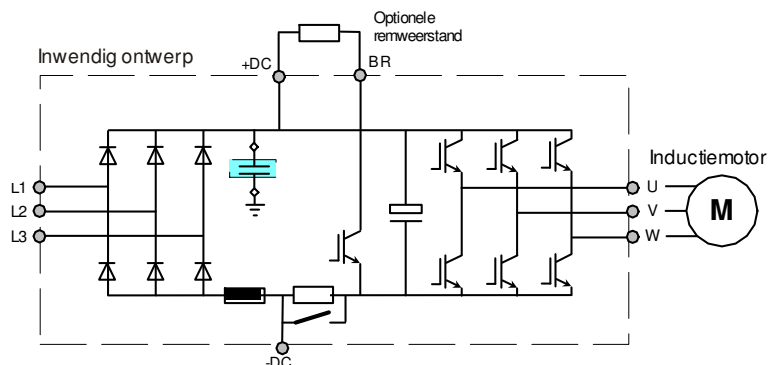 Optionele
remweerstand
Inwendig ontwerp
+DC
BR
Inductiemotor
L1
L2
L3
U
V
W
M
-DC